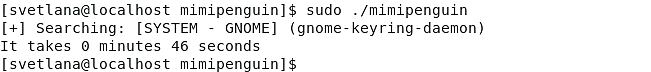 [svetlana@localhost mimipenguin]$ sudo ./mimipenguin
[+] Searching: [SYSTEM - GNOME] (gnome-keyring-daemon)
It takes 0 minutes 46 seconds
[svetlana@localhost mimipenguin]$